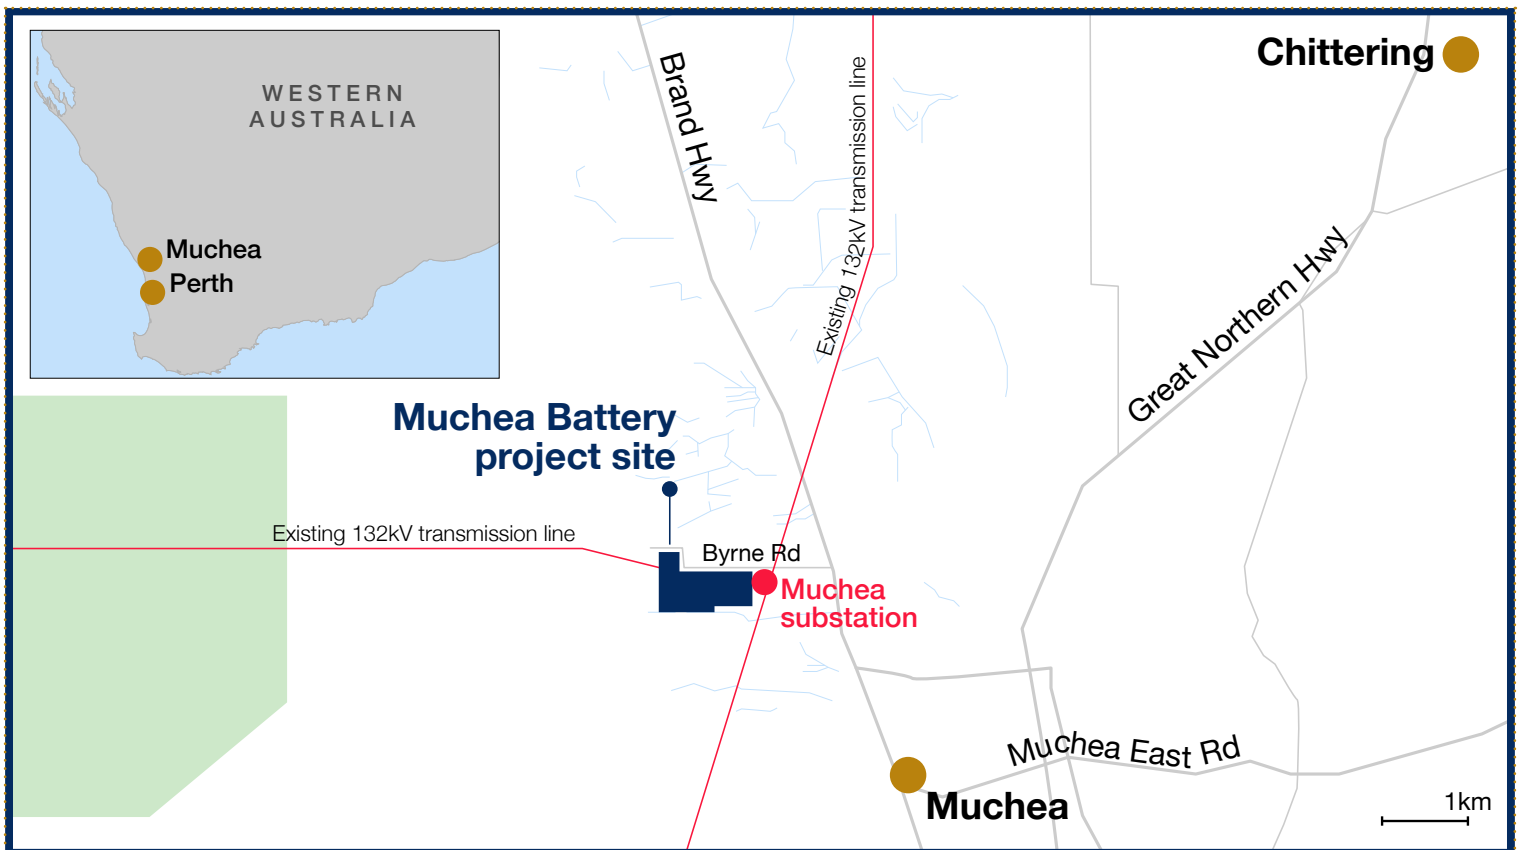 WESTERN
AUSTRALIA
Muchea
Perth
Chittering
Brand Hwy
Existing 132kV transmission line
Great Northern Hwy
Muchea Battery
project site
Existing 132kV transmission line
Byrne Rd
Muchea
substation
Muchea East Rd
Muchea
1km